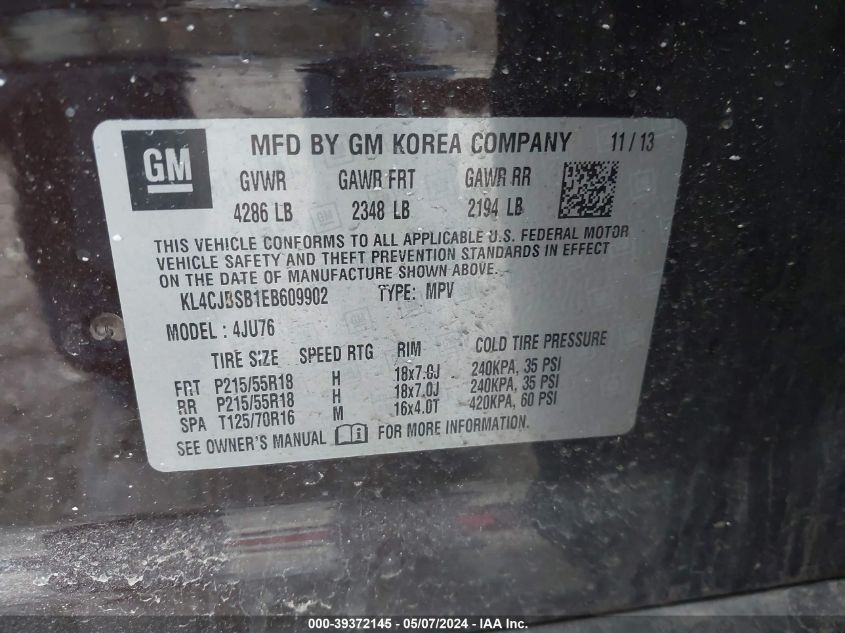 GM MFD BY GM KOREA COMPANY 11/13
GVWR GAWR FRT GAWR RR
4286 LB 2348 LB 2194 LB
THIS VEHICLE CONFORMS TO ALL APPLICABLE U.S. FEDERAL MOTOR
VEHICLE SAFETY AND THEFT PREVENTION STANDARDS IN EFFECT
ON THE DATE OF MANUFACTURE SHOWN ABOVE.
KL4CJBSB1EB609902 TYPE: MPV
MODEL: 4JU76
TIRE SIZE SPEED RTG RIM COLD TIRE PRESSURE
FRT P215/55R18 H 18x7.0J 240KPA, 35 PSI
RR P215/55R18 H 18x7.0J 240KPA, 35 PSI
SPA T125/70R16 M 16x4.0T 420KPA, 60 PSI
SEE OWNER'S MANUAL FOR MORE INFORMATION.
000-39372145 - 05/07/2024 - IAA Inc.